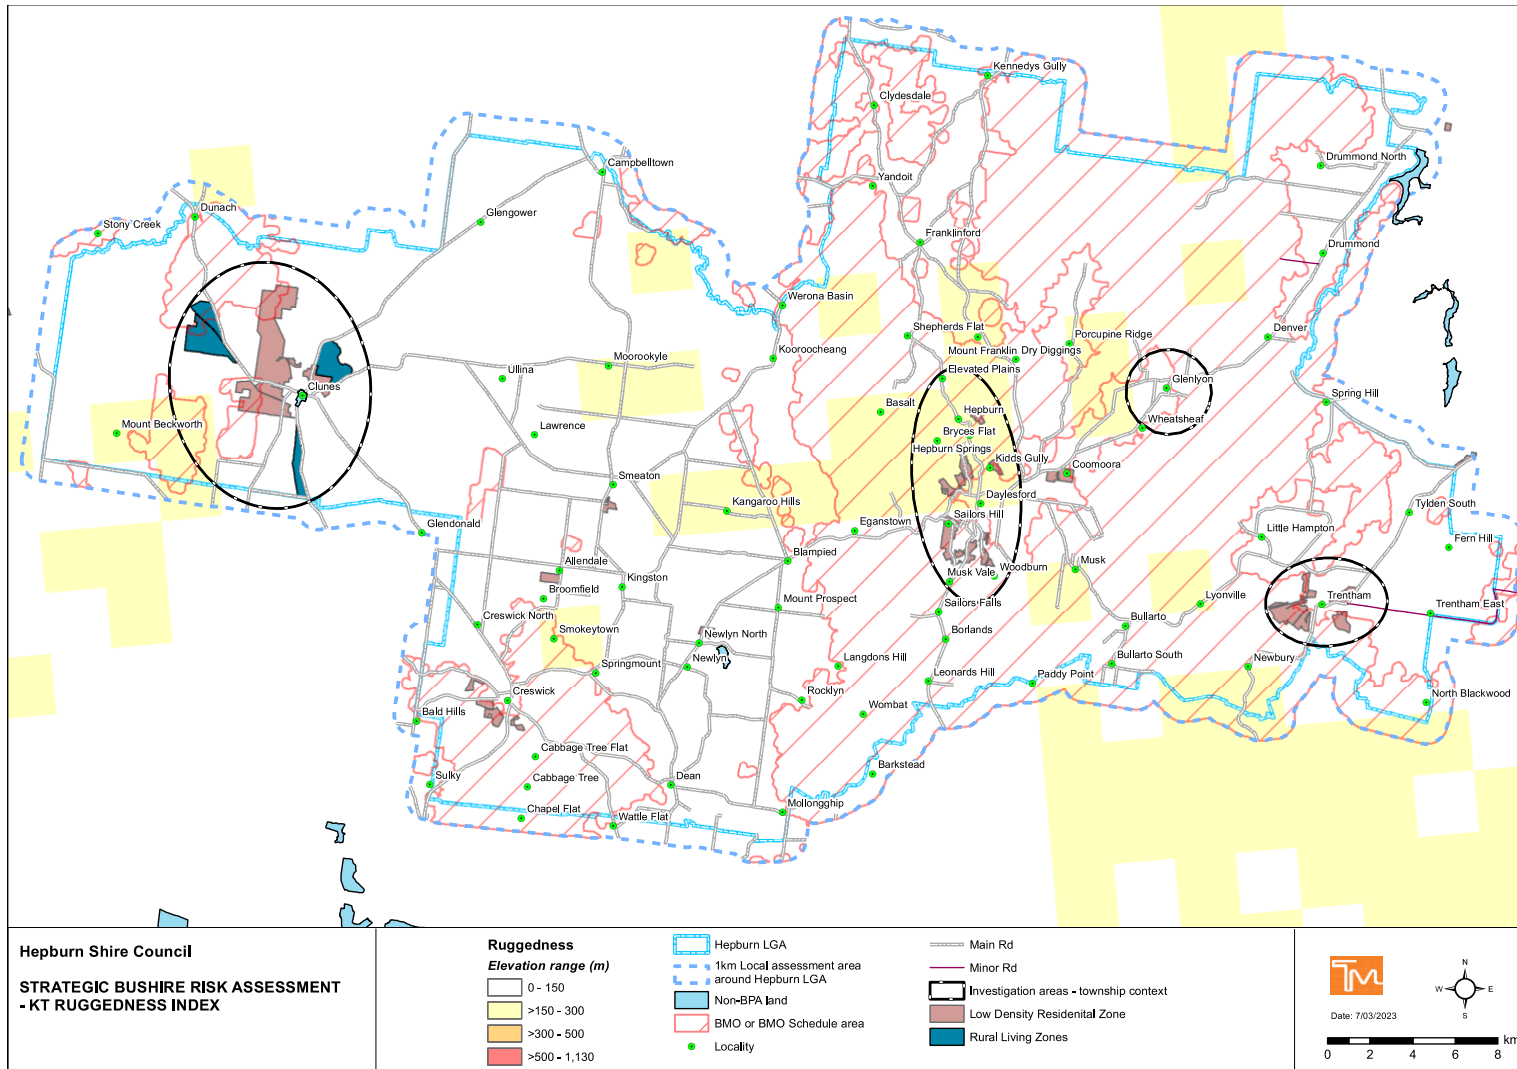 Kennedys Gully
Clydesdale
Drummond North
Campbelltown
Yandoit
Dunach
Glengower
Stony Creek
Franklinford
Drummond
Werona Basin
Shepherds Flat
Porcupine Ridge
Denver
Mount Franklin
Dry Diggings
Kooroocheang
Moorookyle
Ullina
Elevated Plains
Glenlyon
Clunes
Spring Hill
Basalt
Hepburn
Wheatsheaf
Mount Beckworth
Lawrence
Bryces Flat
Hepburn Springs
Kidds Gully
Coomoora
Smeaton
Kangaroo Hills
Daylesford
Tylden South
Glendonald
Eganstown
Sailors Hill
Little Hampton
Fern Hill
Blampied
Allendale
Woodburn
Musk
Musk Vale
Kingston
Broomfield
Mount Prospect
Lyonville
Trentham
Trentham East
Creswick North
Sailors Falls
Bullarto
Smokeytown
Newlyn North
Borlands
Newlyn
Langdons Hill
Bullarto South
Newbury
Springmount
Leonards Hill
Paddy Point
Creswick
Rocklyn
North Blackwood
Bald Hills
Wombat
Cabbage Tree Flat
Barkstead
Sulky
Cabbage Tree
Dean
Chapel Flat
Wattle Flat
Mollongghip
Hepburn Shire Council
STRATEGIC BUSHIRE RISK ASSESSMENT
- KT RUGGEDNESS INDEX
Ruggedness
Elevation range (m)
0 - 150
>150 - 300
>300 - 500
>500 - 1,130
Hepburn LGA
1km Local assessment area
around Hepburn LGA
Non-BPA land
BMO or BMO Schedule area
Locality
Main Rd
Minor Rd
Investigation areas - township context
Low Density Residenital Zone
Rural Living Zones
TM
Date: 7/03/2023
N
W E
S
km
0 2 4 6 8